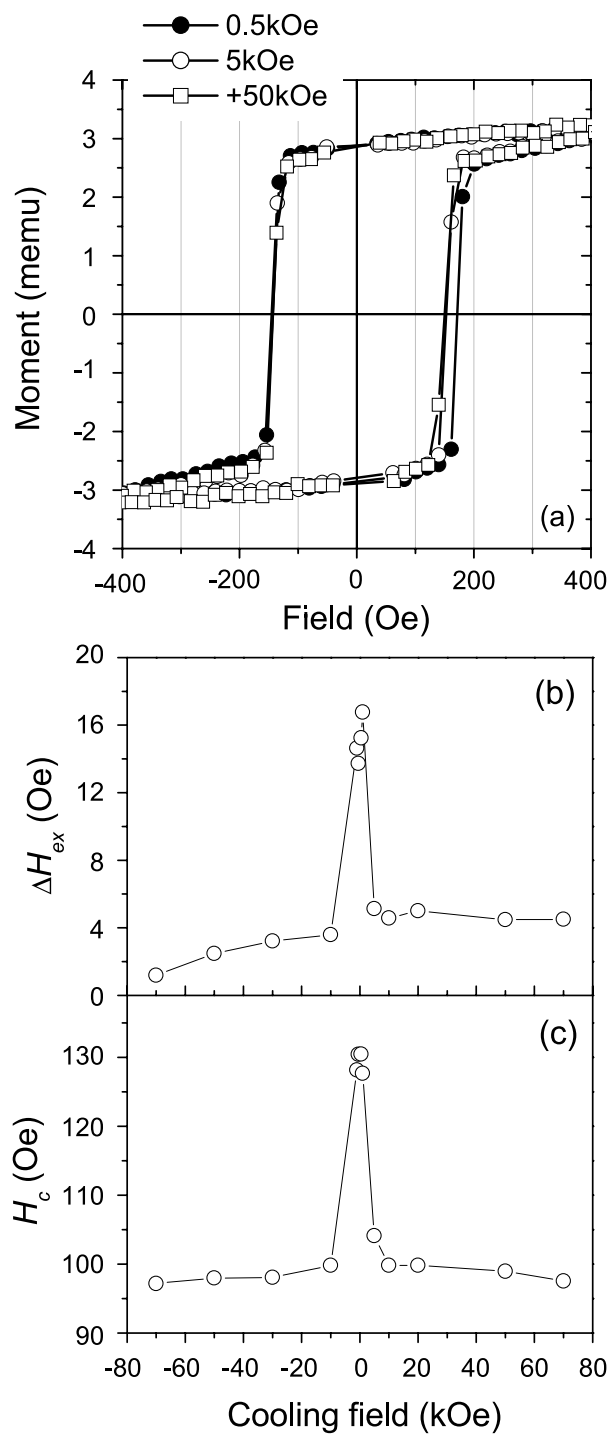 0.5kOe
5kOe
+50kOe
4
3
2
1
0
-1
-2
-3
-4
Moment (memu)
(a)
-400 -200 0 200 400
Field (Oe)
20
16
12
8
4
0
ΔHex (Oe)
(b)
130
120
110
100
90
Hc (Oe)
(c)
-80 -60 -40 -20 0 20 40 60 80
Cooling field (kOe)